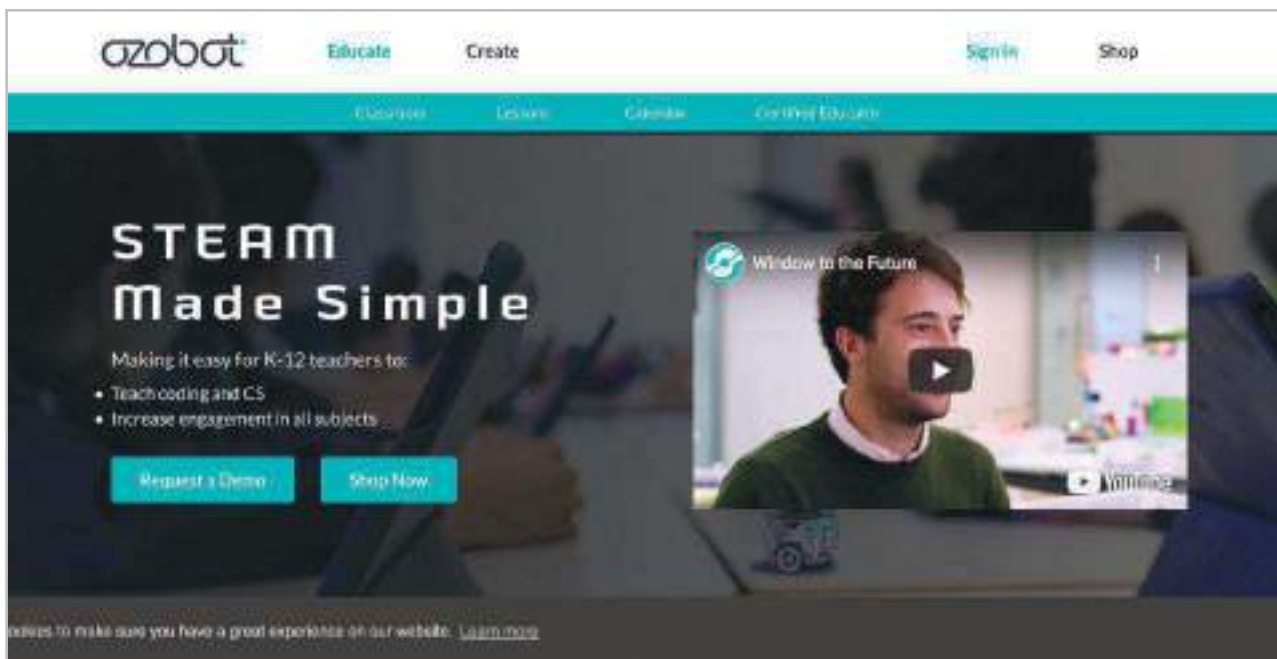 ozobot Educate Create Sign In Shop
Classroom Lessons Calendar Certified Educator
STEAM
Made Simple
Making it easy for K-12 teachers to:
• Teach coding and CS
• Increase engagement in all subjects
Request a Demo Shop Now
Window to the Future
YouTube
ookies to make sure you have a great experience on our website. Learn more